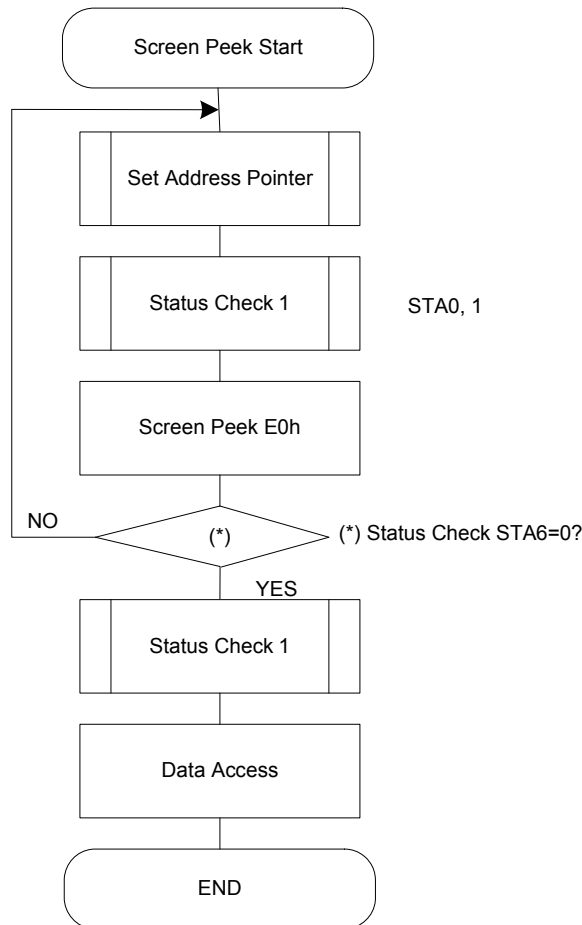 Screen Peek Start
Set Address Pointer
Status Check 1
STA0, 1
Screen Peek E0h
NO
(*)
(*) Status Check STA6=0?
YES
Status Check 1
Data Access
END